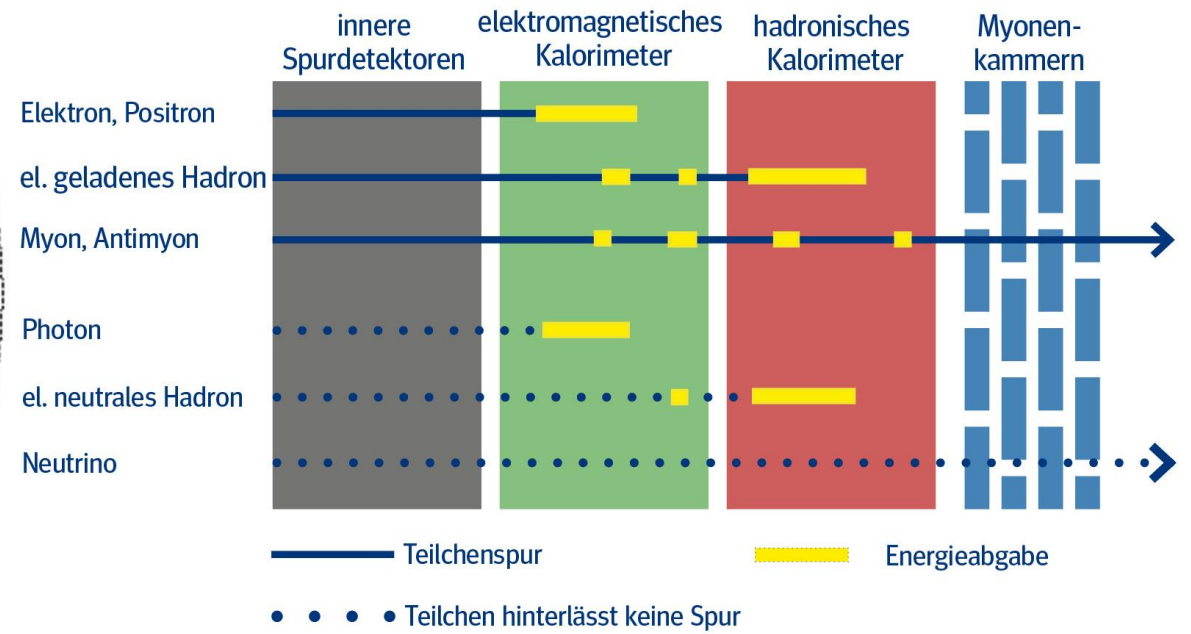 innere
Spurdetektoren
elektromagnetisches
Kalorimeter
hadronisches
Kalorimeter
Myonen-
kammern
Elektron, Positron
el. geladenes Hadron
Myon, Antimyon
Photon
el. neutrales Hadron
Neutrino
Teilchenspur
Energieabgabe
Teilchen hinterlässt keine Spur